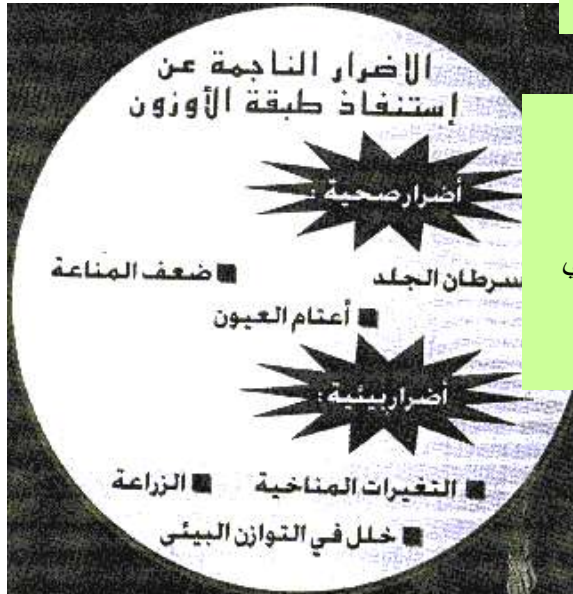 الاضرار الناجمة عن
إستنفاذ طبقة الأوزون
أضرار صحية :
سرطان الجلد ■ ضعف المناعة
■ أعتام العيون
أضرار بيئية :
■ التغيرات المناخية ■ الزراعة
■ خلل في التوازن البيئي